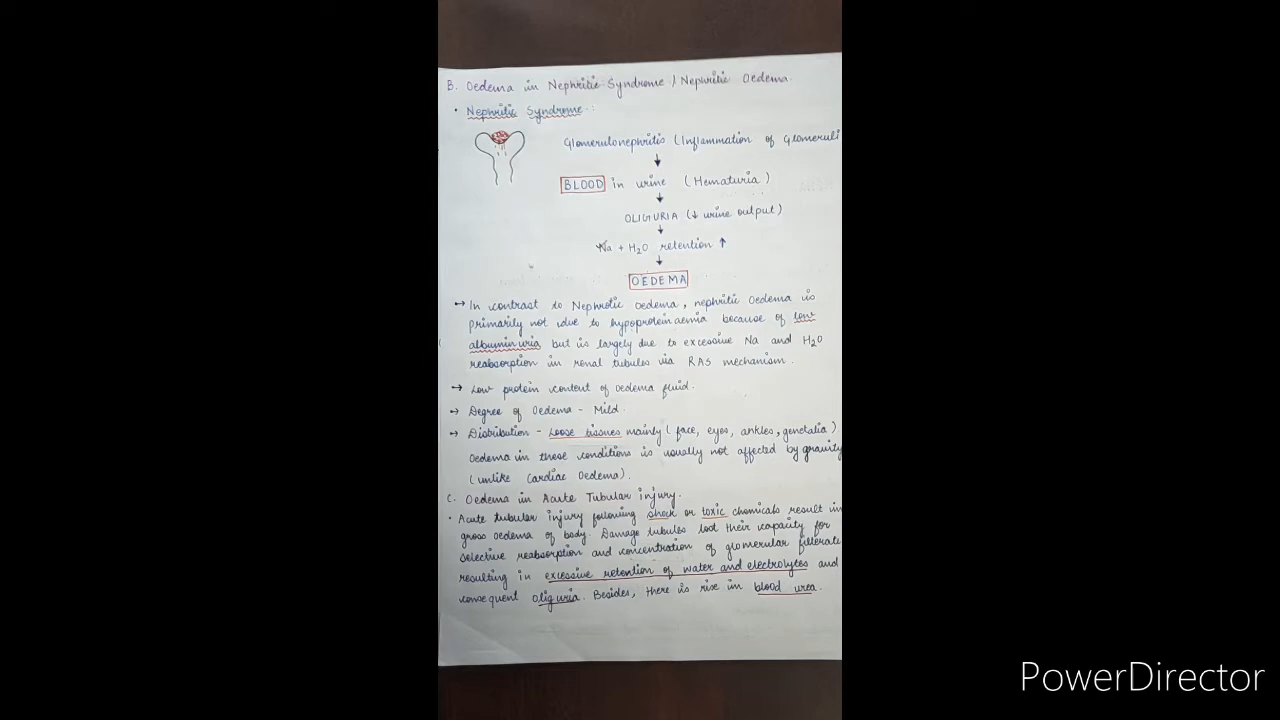 B. Oedema in Nephritic Syndrome / Nephritic Oedema.
• Nephritic Syndrome :
Glomerulonephritis (Inflammation of Glomeruli
BLOOD in urine (Hematuria)
OLIGURIA (↓ urine output)
Na + H2O retention ↑
OEDEMA
→ In contrast to Nephrotic oedema, nephritic Oedema is
primarily not due to hypoproteinaemia because of low
albuminuria but is largely due to excessive Na and H2O
reabsorption in renal tubules via RAS mechanism.
→ Low protein content of oedema fluid.
→ Degree of Oedema - Mild.
→ Distribution - Loose tissues mainly (face, eyes, ankles, genetalia)
Oedema in these conditions is usually not affected by gravity
(unlike Cardiac Oedema).
C. Oedema in Acute Tubular injury.
• Acute tubular injury following shock or toxic chemicals result in
gross oedema of body. Damage tubules lost their capacity for
selective reabsorption and concentration of glomerular filterate
resulting in excessive retention of water and electrolytes and
consequent oliguria. Besides, there is rise in blood urea.
PowerDirector